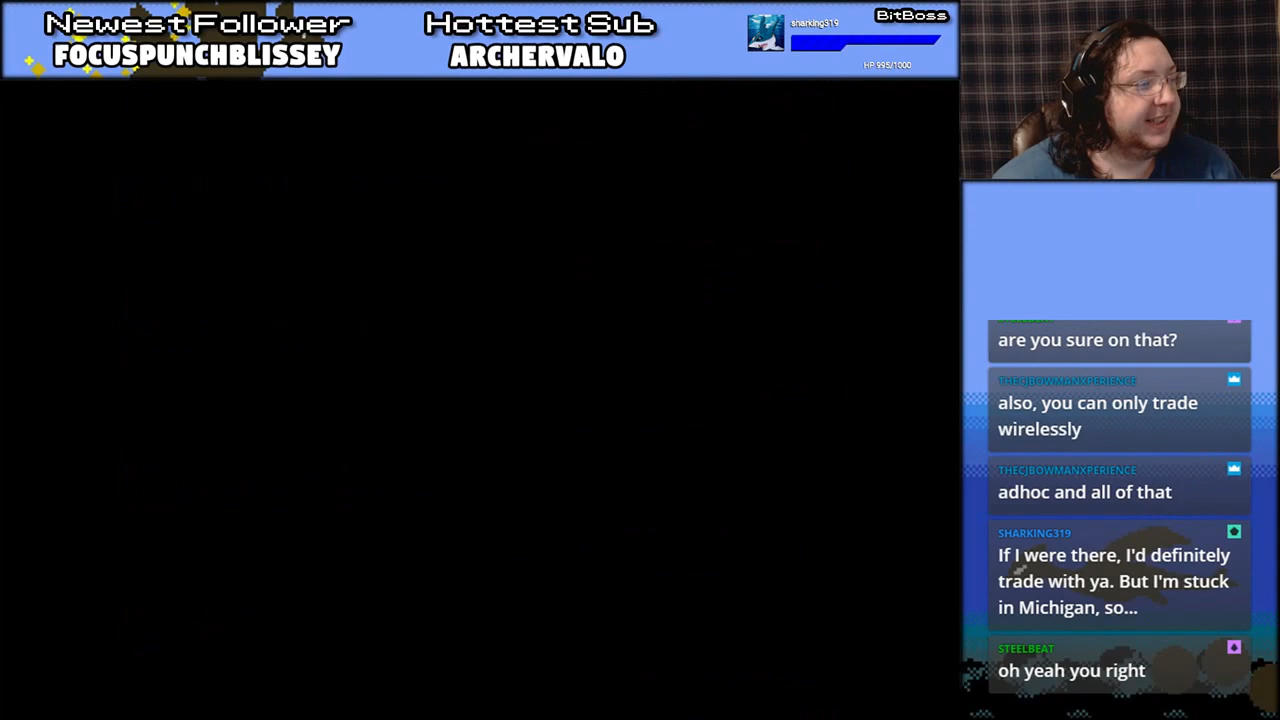 Newest Follower
FOCUSPUNCHBLISSEY
Hottest Sub
ARCHERVALO
sharking319
BitBoss
HP 995/1000
are you sure on that?
THECJBOWMANXPERIENCE
also, you can only trade
wirelessly
THECJBOWMANXPERIENCE
adhoc and all of that
SHARKING319
If I were there, I'd definitely
trade with ya. But I'm stuck
in Michigan, so...
STEELBEAT
oh yeah you right